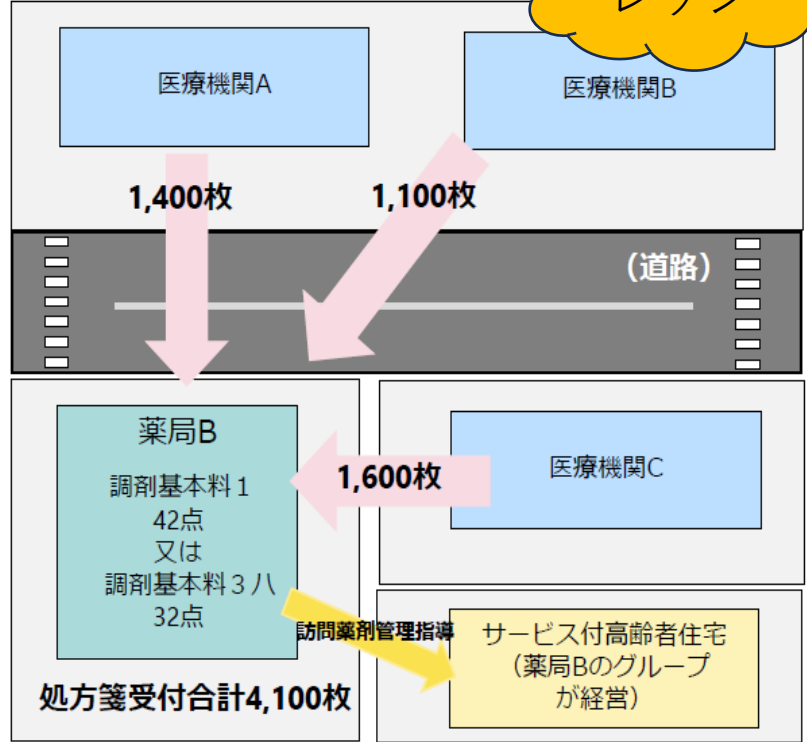 医療機関A
医療機関B
1,400枚
1,100枚
（道路）
薬局B
調剤基本料１
42点
又は
調剤基本料３ハ
32点
1,600枚
医療機関C
訪問薬剤管理指導
サービス付高齢者住宅
（薬局Bのグループ
が経営）
処方箋受付合計4,100枚